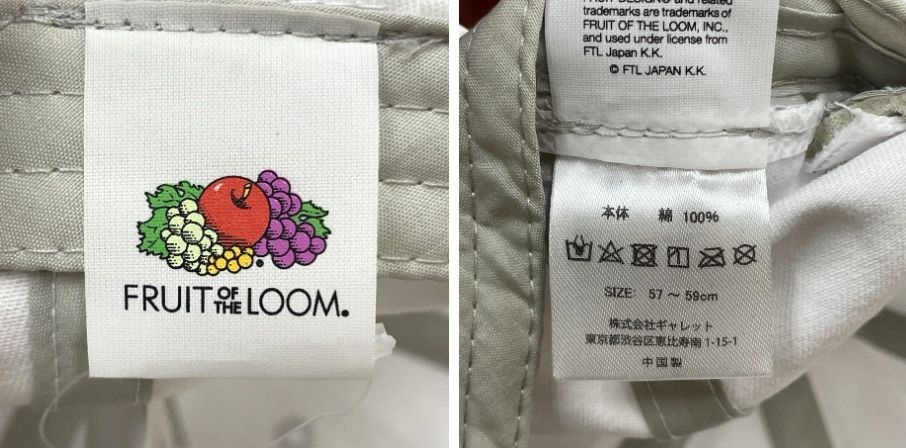 FRUIT OF THE LOOM.
trademarks are trademarks of
FRUIT OF THE LOOM, INC.,
and used under license from
FTL Japan K.K.
© FTL JAPAN K.K.
本体 綿 100%
SIZE: 57 〜 59cm
株式会社ギャレット
東京都渋谷区恵比寿南 1-15-1
中国製